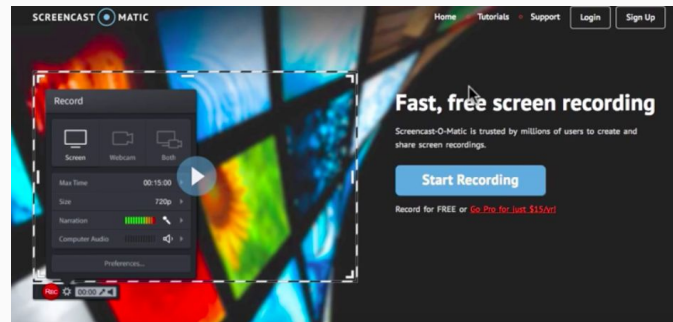 SCREENCAST MATIC
Home Tutorials Support Login Sign Up
Record
Screen Webcam Both
Max Time 00:15:00
Size 720p
Narration
Computer Audio
Preferences...
Rec 00:00
Fast, free screen recording
Screencast-O-Matic is trusted by millions of users to create and
share screen recordings.
Start Recording
Record for FREE or Go Pro for just $15/yr!